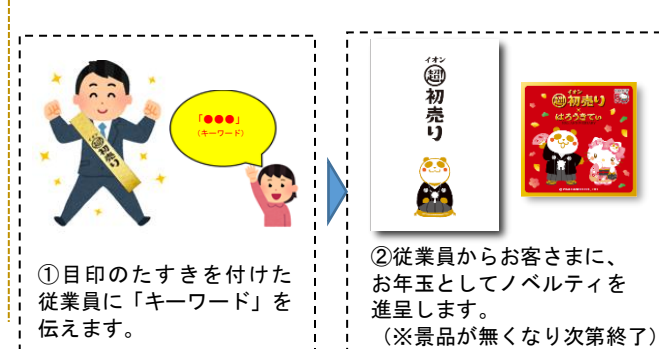 超初売り
「●●●」
（キーワード）
①目印のたすきを付けた
従業員に「キーワード」を
伝えます。
イオン
超初売り
イオン
超初売り
×
はろうきてぃ
②従業員からお客さまに、
お年玉としてノベルティを
進呈します。
（※景品が無くなり次第終了）